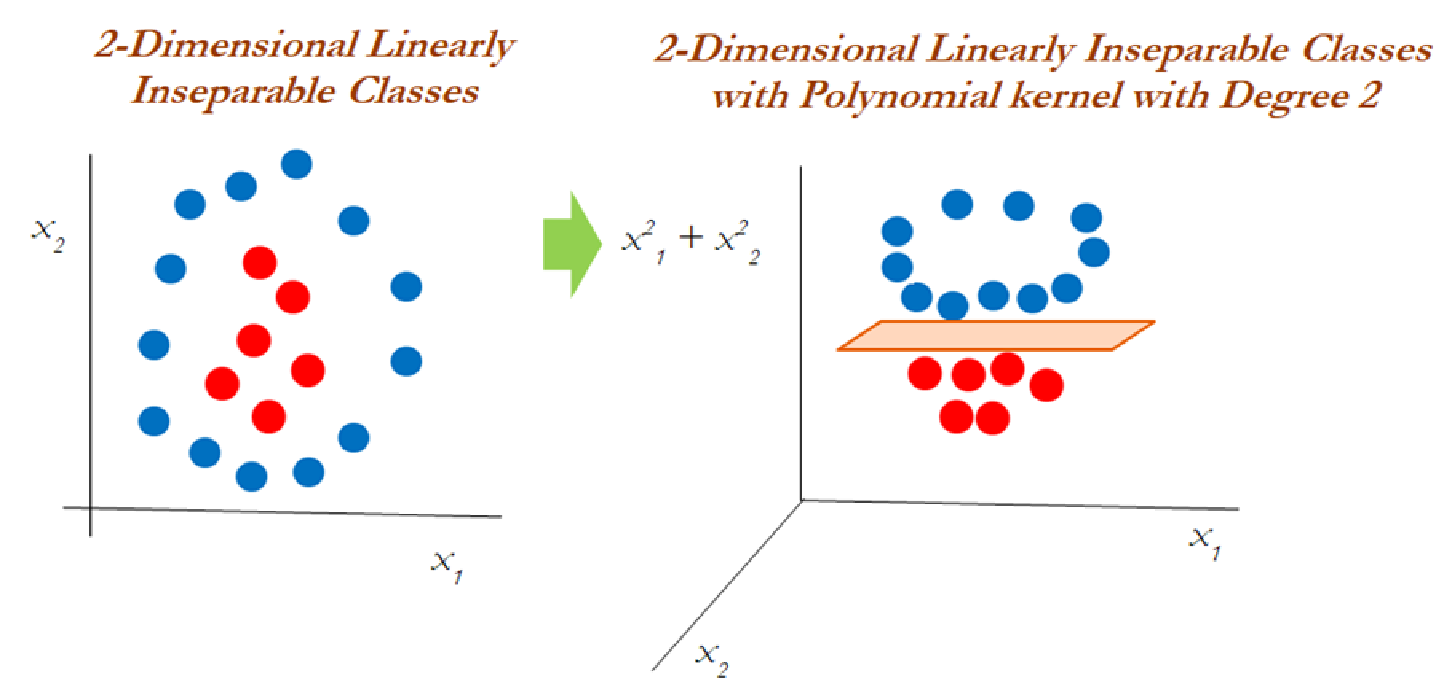 2-Dimensional Linearly
Inseparable Classes
x₂
x₁
2-Dimensional Linearly Inseparable Classes
with Polynomial kernel with Degree 2
x²₁ + x²₂
x₁
x₂